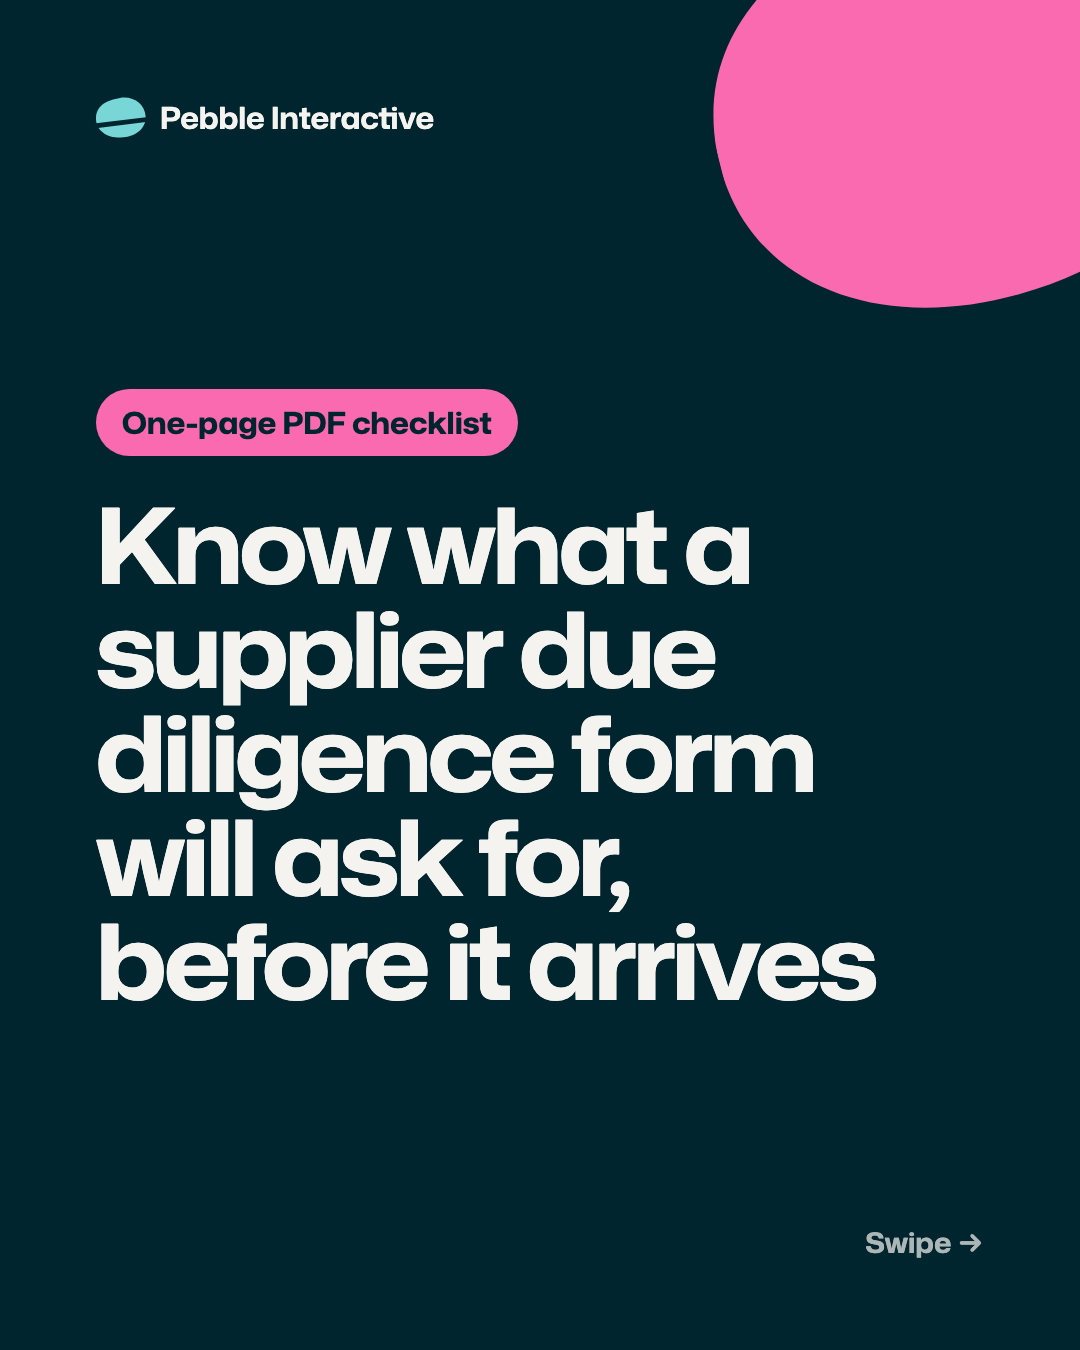 Pebble Interactive
One-page PDF checklist
Know what a
supplier due
diligence form
will ask for,
before it arrives
Swipe →